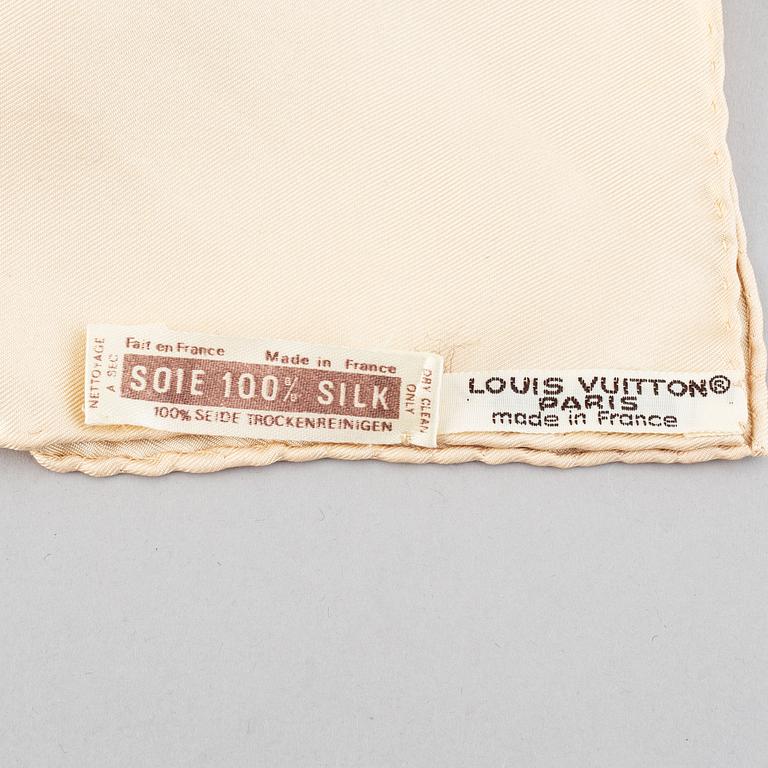 NETTOYAGE
A SEC
Fait en France Made in France
SOIE 100% SILK
100% SEIDE TROCKENREINIGEN
DRY CLEAN
ONLY
LOUIS VUITTON®
PARIS
made in France